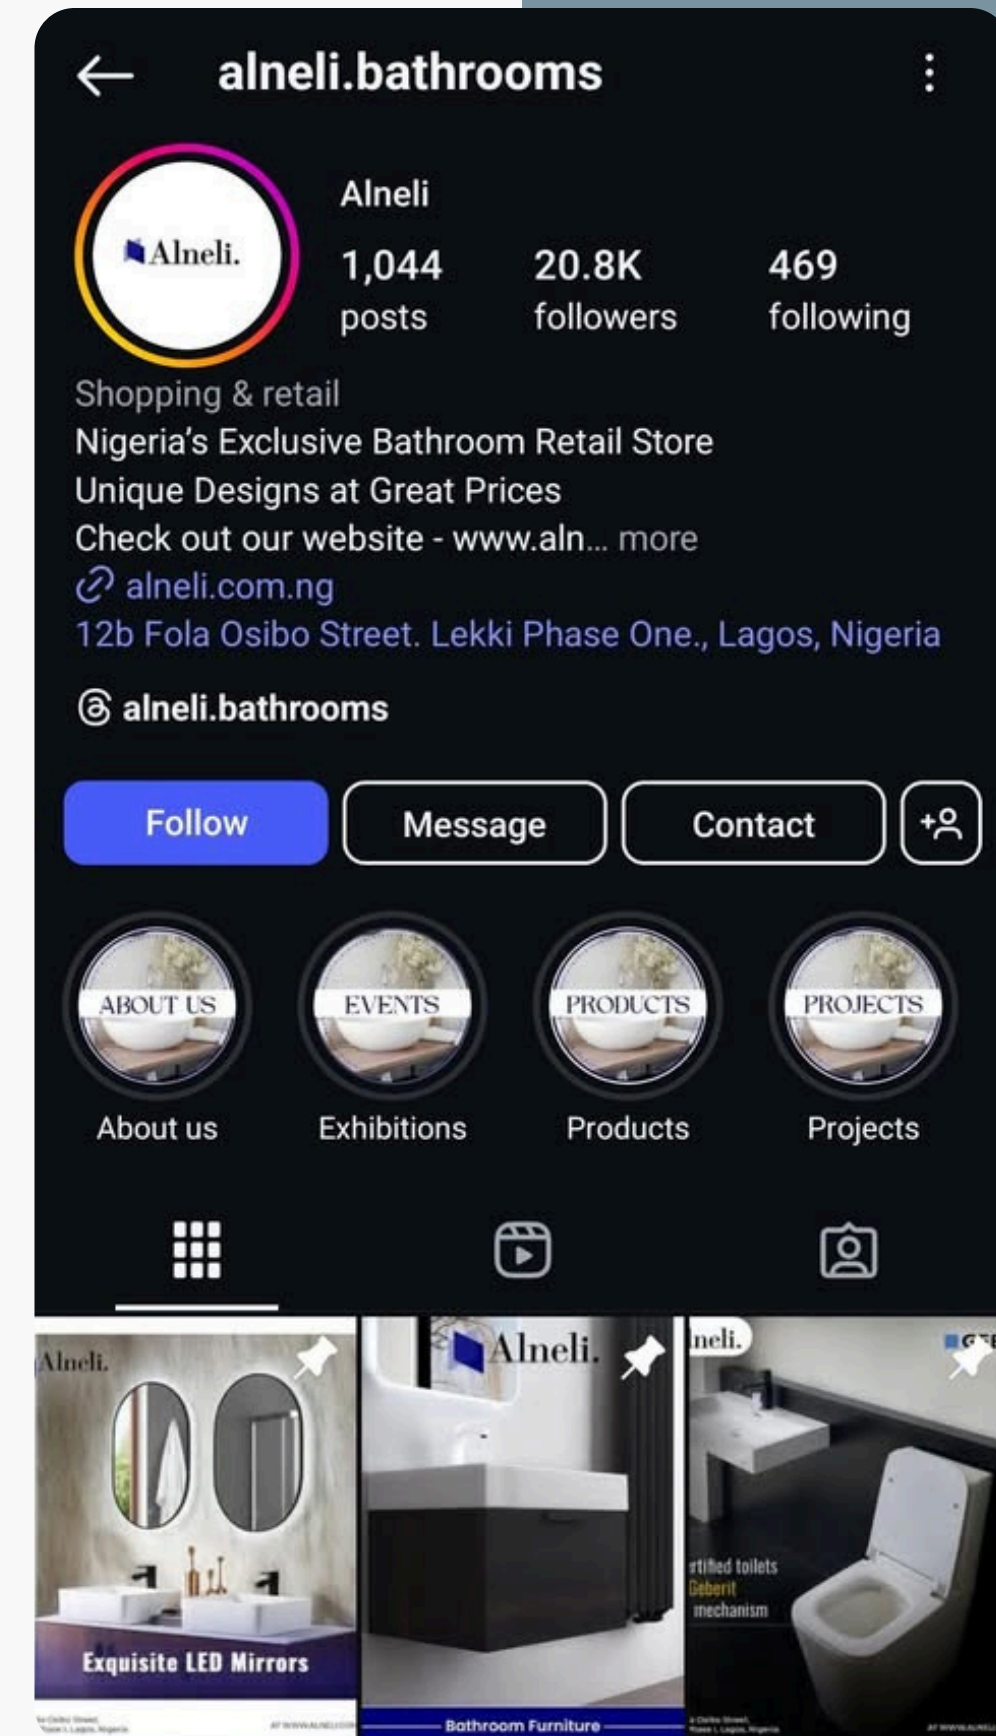 alneli.bathrooms
Alneli.
Alneli
1,044 20.8K 469
posts followers following
Shopping & retail
Nigeria’s Exclusive Bathroom Retail Store
Unique Designs at Great Prices
Check out our website - www.aln... more
alneli.com.ng
12b Fola Osibo Street. Lekki Phase One., Lagos, Nigeria
alneli.bathrooms
Follow Message Contact
ABOUT US EVENTS PRODUCTS PROJECTS
About us Exhibitions Products Projects
Alneli.
Exquisite LED Mirrors
Alneli.
Bathroom Furniture
neli.
rtified toilets
Geberit
mechanism